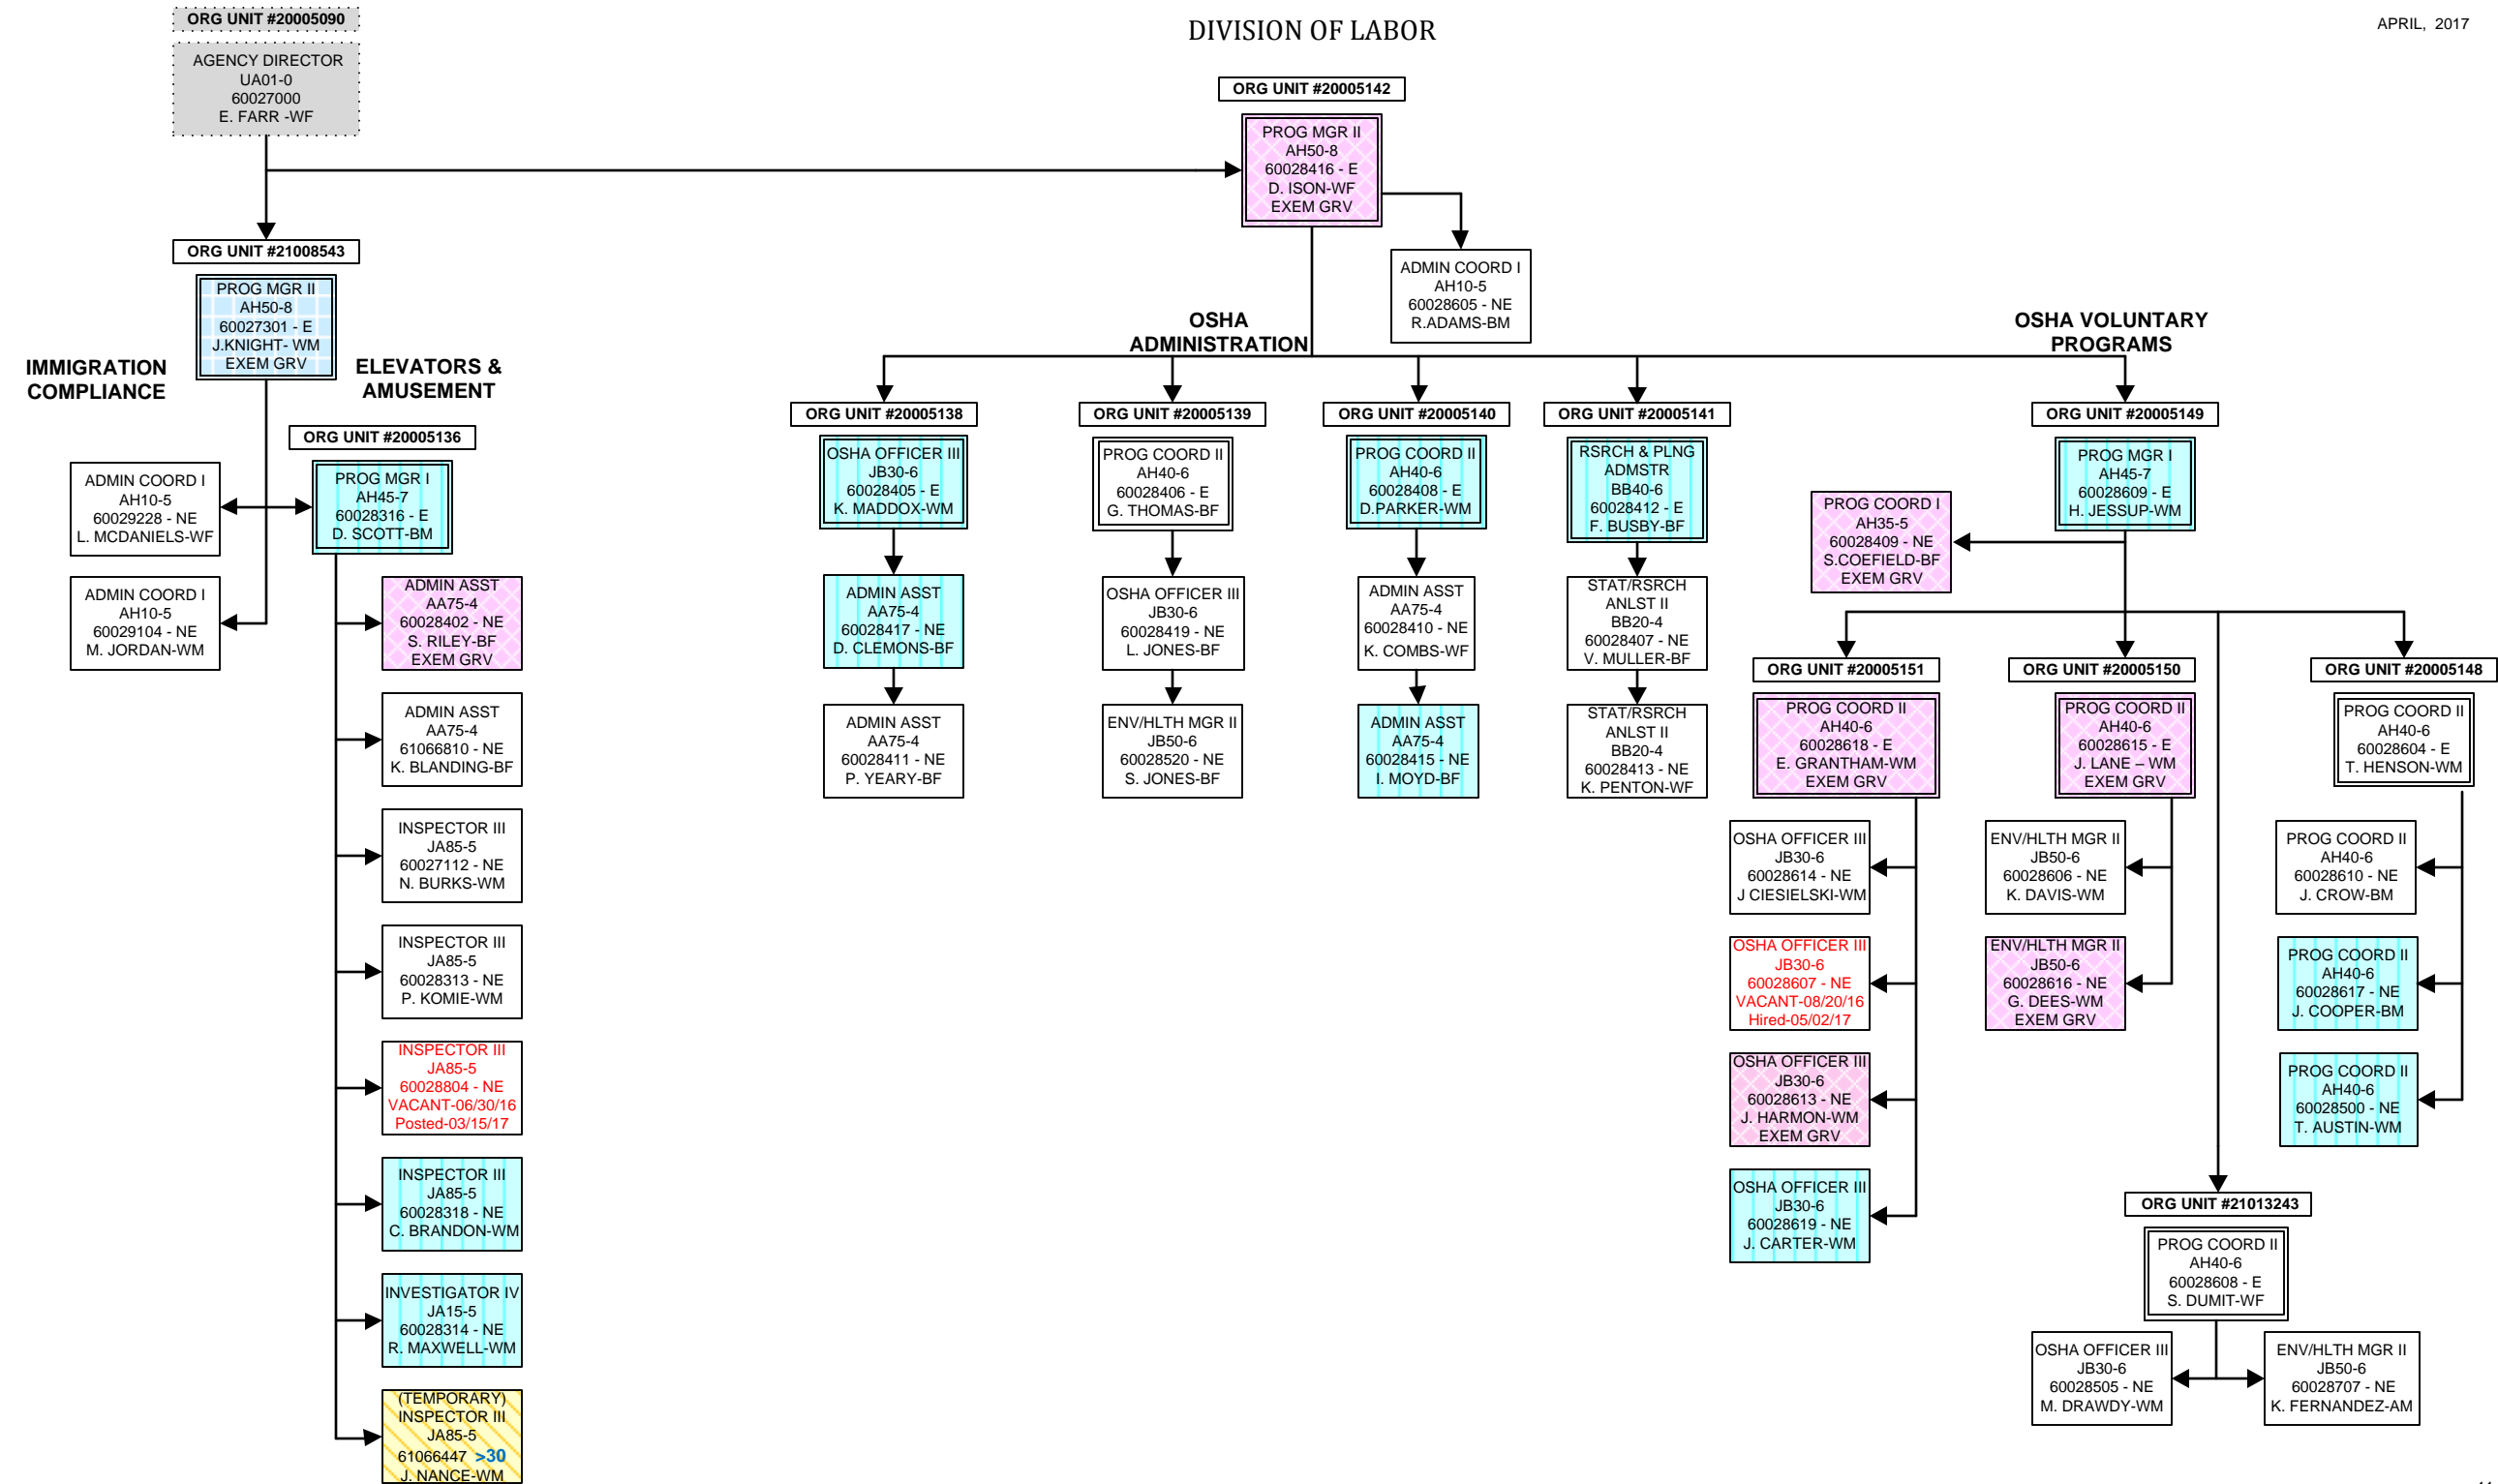 DIVISION OF LABOR
APRIL, 2017
ORG UNIT #20005090
AGENCY DIRECTOR
UA01-0
60027000
E. FARR -WF
ORG UNIT #20005142
PROG MGR II
AH50-8
60028416 - E
D. ISON-WF
EXEM GRV
ADMIN COORD I
AH10-5
60028605 - NE
R.ADAMS-BM
ORG UNIT #21008543
PROG MGR II
AH50-8
60027301 - E
J.KNIGHT- WM
EXEM GRV
IMMIGRATION
COMPLIANCE
ELEVATORS &
AMUSEMENT
ADMIN COORD I
AH10-5
60029228 - NE
L. MCDANIELS-WF
ADMIN COORD I
AH10-5
60029104 - NE
M. JORDAN-WM
ORG UNIT #20005136
PROG MGR I
AH45-7
60028316 - E
D. SCOTT-BM
ADMIN ASST
AA75-4
60028402 - NE
S. RILEY-BF
EXEM GRV
ADMIN ASST
AA75-4
61066810 - NE
K. BLANDING-BF
INSPECTOR III
JA85-5
60027112 - NE
N. BURKS-WM
INSPECTOR III
JA85-5
60028313 - NE
P. KOMIE-WM
INSPECTOR III
JA85-5
60028804 - NE
VACANT-06/30/16
Posted-03/15/17
INSPECTOR III
JA85-5
60028318 - NE
C. BRANDON-WM
INVESTIGATOR IV
JA15-5
60028314 - NE
R. MAXWELL-WM
(TEMPORARY)
INSPECTOR III
JA85-5
61066447 >30
J. NANCE-WM
OSHA
ADMINISTRATION
ORG UNIT #20005138
OSHA OFFICER III
JB30-6
60028405 - E
K. MADDOX-WM
ADMIN ASST
AA75-4
60028417 - NE
D. CLEMONS-BF
ADMIN ASST
AA75-4
60028411 - NE
P. YEARY-BF
ORG UNIT #20005139
PROG COORD II
AH40-6
60028406 - E
G. THOMAS-BF
OSHA OFFICER III
JB30-6
60028419 - NE
L. JONES-BF
ENV/HLTH MGR II
JB50-6
60028520 - NE
S. JONES-BF
ORG UNIT #20005140
PROG COORD II
AH40-6
60028408 - E
D.PARKER-WM
ADMIN ASST
AA75-4
60028410 - NE
K. COMBS-WF
ADMIN ASST
AA75-4
60028415 - NE
I. MOYD-BF
ORG UNIT #20005141
RSRCH & PLNG
ADMSTR
BB40-6
60028412 - E
F. BUSBY-BF
STAT/RSRCH
ANLST II
BB20-4
60028407 - NE
V. MULLER-BF
STAT/RSRCH
ANLST II
BB20-4
60028413 - NE
K. PENTON-WF
OSHA VOLUNTARY
PROGRAMS
ORG UNIT #20005149
PROG MGR I
AH45-7
60028609 - E
H. JESSUP-WM
PROG COORD I
AH35-5
60028409 - NE
S.COEFIELD-BF
EXEM GRV
ORG UNIT #20005151
PROG COORD II
AH40-6
60028618 - E
E. GRANTHAM-WM
EXEM GRV
OSHA OFFICER III
JB30-6
60028614 - NE
J CIESIELSKI-WM
OSHA OFFICER III
JB30-6
60028607 - NE
VACANT-08/20/16
Hired-05/02/17
OSHA OFFICER III
JB30-6
60028613 - NE
J. HARMON-WM
EXEM GRV
OSHA OFFICER III
JB30-6
60028619 - NE
J. CARTER-WM
ORG UNIT #20005150
PROG COORD II
AH40-6
60028615 - E
J. LANE – WM
EXEM GRV
ENV/HLTH MGR II
JB50-6
60028606 - NE
K. DAVIS-WM
ENV/HLTH MGR II
JB50-6
60028616 - NE
G. DEES-WM
EXEM GRV
ORG UNIT #20005148
PROG COORD II
AH40-6
60028604 - E
T. HENSON-WM
PROG COORD II
AH40-6
60028610 - NE
J. CROW-BM
PROG COORD II
AH40-6
60028617 - NE
J. COOPER-BM
PROG COORD II
AH40-6
60028500 - NE
T. AUSTIN-WM
ORG UNIT #21013243
PROG COORD II
AH40-6
60028608 - E
S. DUMIT-WF
OSHA OFFICER III
JB30-6
60028505 - NE
M. DRAWDY-WM
ENV/HLTH MGR II
JB50-6
60028707 - NE
K. FERNANDEZ-AM